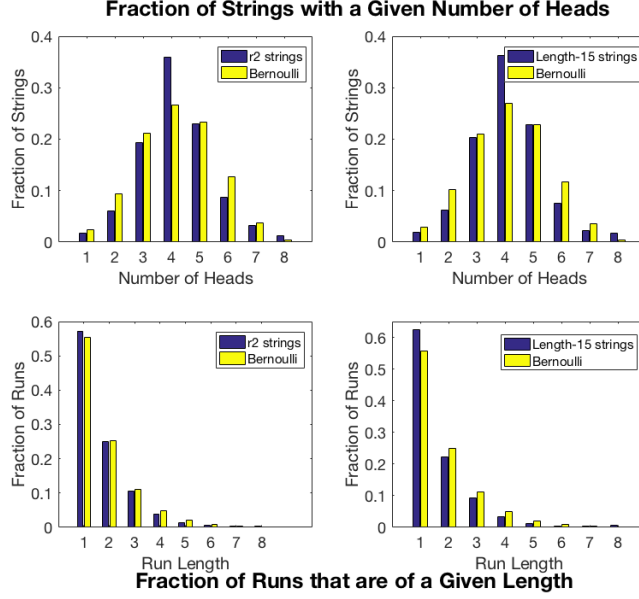 Fraction of Strings with a Given Number of Heads
0.4
0.3
0.2
0.1
0
Fraction of Strings
r2 strings
Bernoulli
1 2 3 4 5 6 7 8
Number of Heads
0.4
0.3
0.2
0.1
0
Fraction of Strings
Length-15 strings
Bernoulli
1 2 3 4 5 6 7 8
Number of Heads
0.6
0.5
0.4
0.3
0.2
0.1
0
Fraction of Runs
r2 strings
Bernoulli
1 2 3 4 5 6 7 8
Run Length
0.6
0.5
0.4
0.3
0.2
0.1
0
Fraction of Runs
Length-15 strings
Bernoulli
1 2 3 4 5 6 7 8
Run Length
Fraction of Runs that are of a Given Length